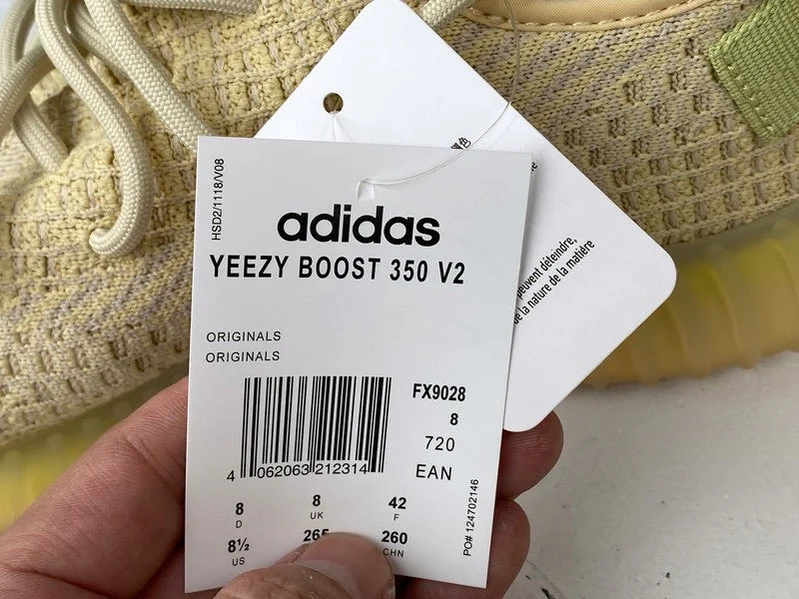 HSD2/1118/V08
adidas
YEEZY BOOST 350 V2
ORIGINALS
ORIGINALS
FX9028
8
720
EAN
4 062063 212314
8 8 42
D UK F
8½ 265 260
US CHN
PO# 124702146
peuvent déteindre,
de la nature de la matière